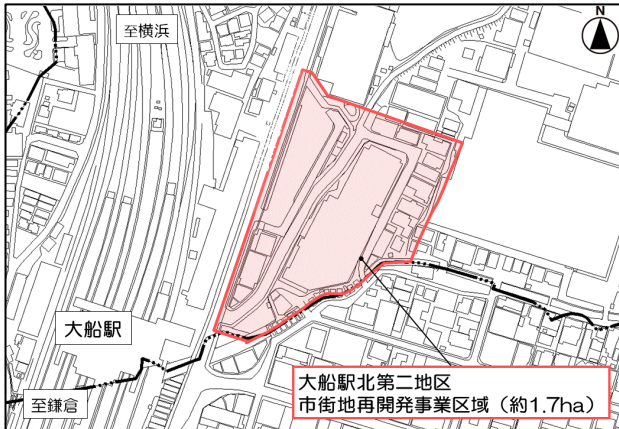 至横浜
N
大船駅
大船駅北第二地区
市街地再開発事業区域（約1.7ha）
至鎌倉